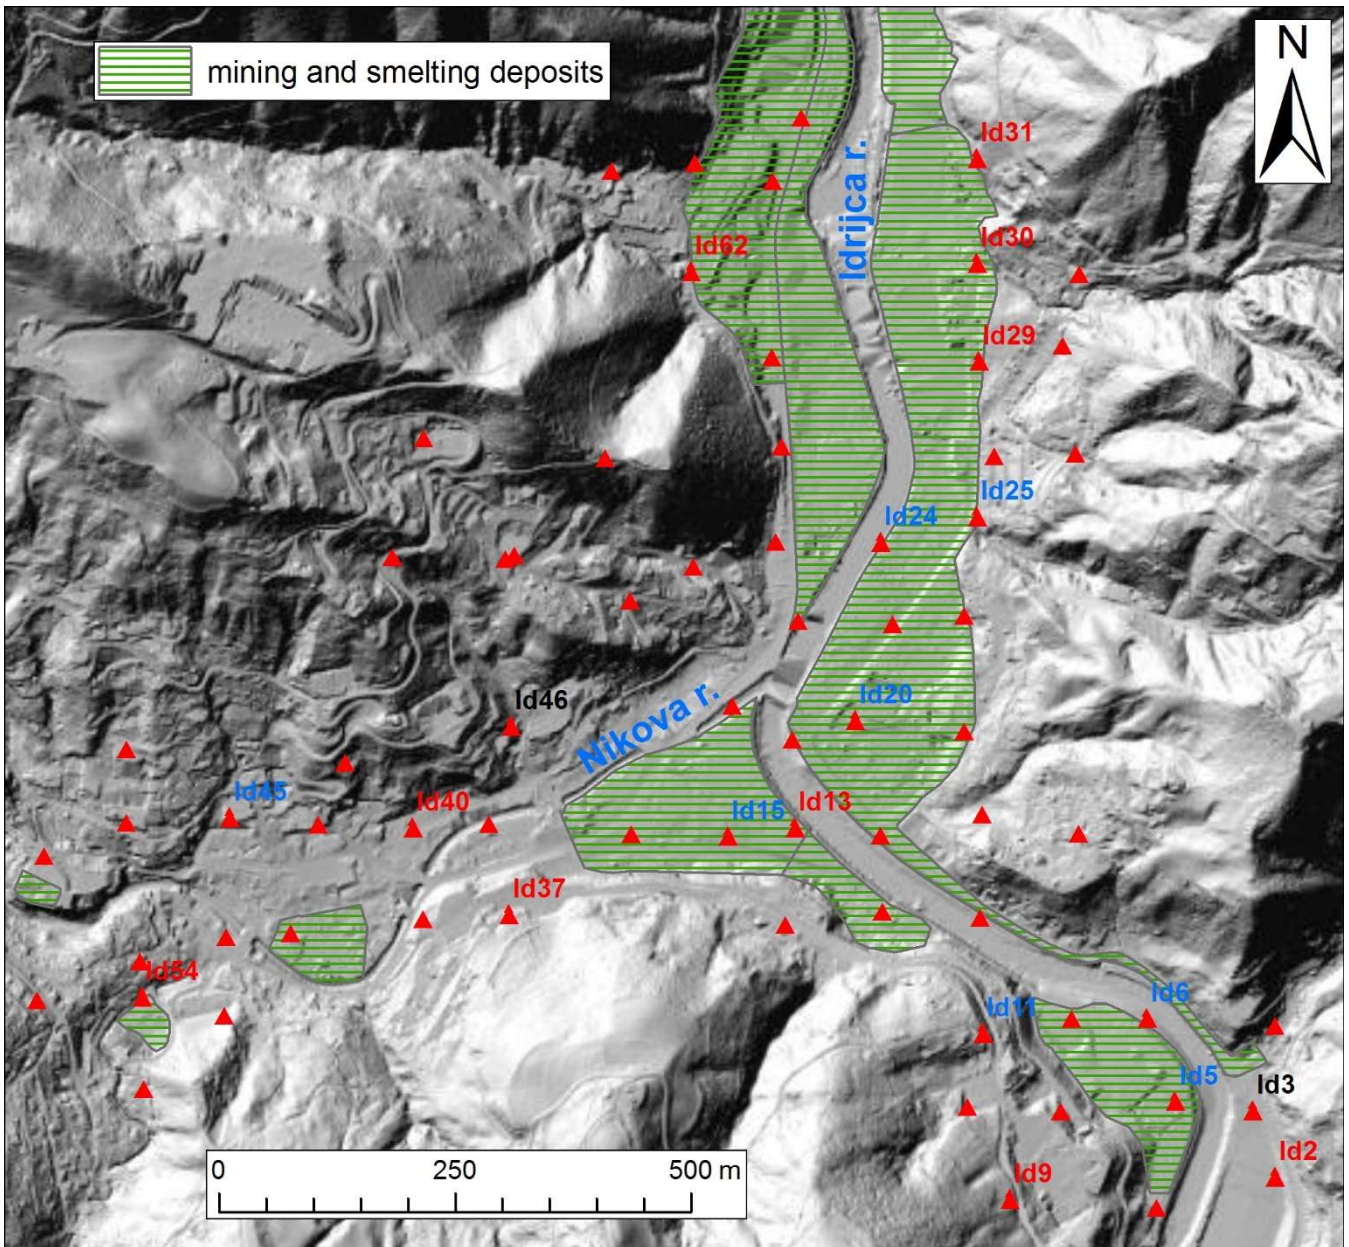 N
mining and smelting deposits
Id31
Idrijca r.
Id30
Id62
Id29
Id25
Id24
Id20
Id46
Nikova r.
Id45
Id40
Id15
Id13
Id37
Id54
Id11
Id6
Id5
Id3
0 250 500 m
Id9
Id2